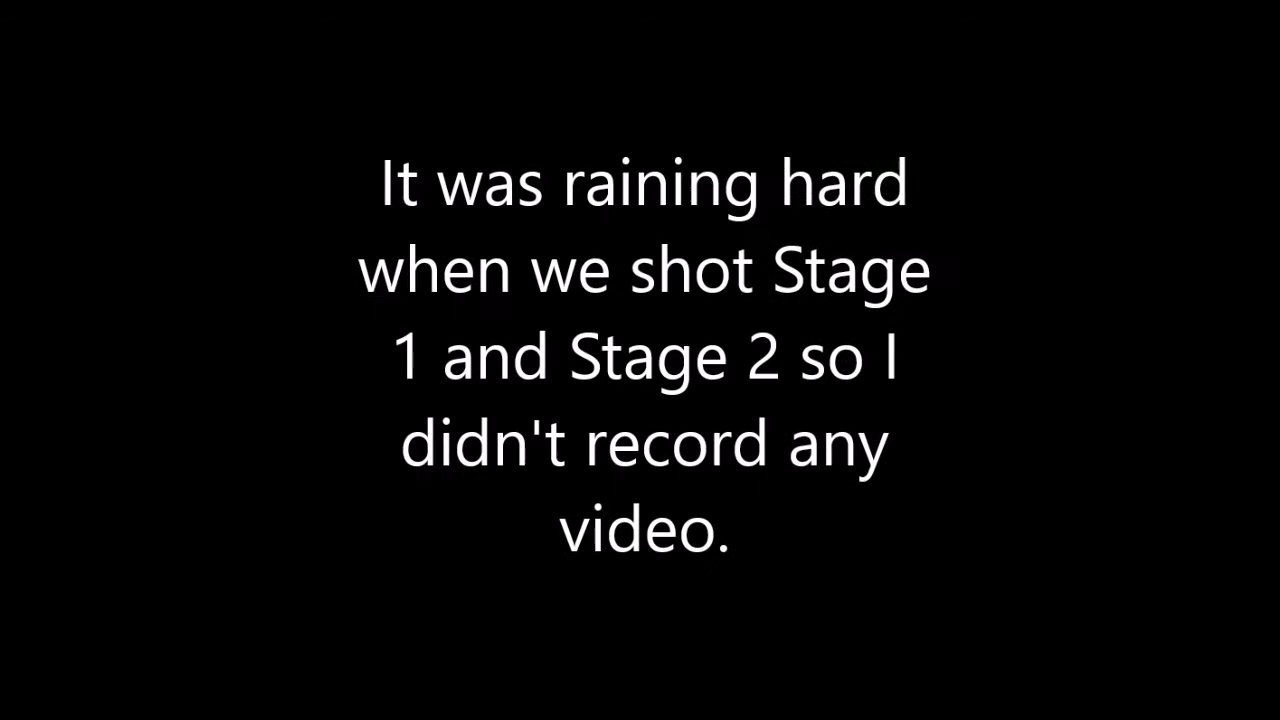 It was raining hard
when we shot Stage
1 and Stage 2 so I
didn't record any
video.